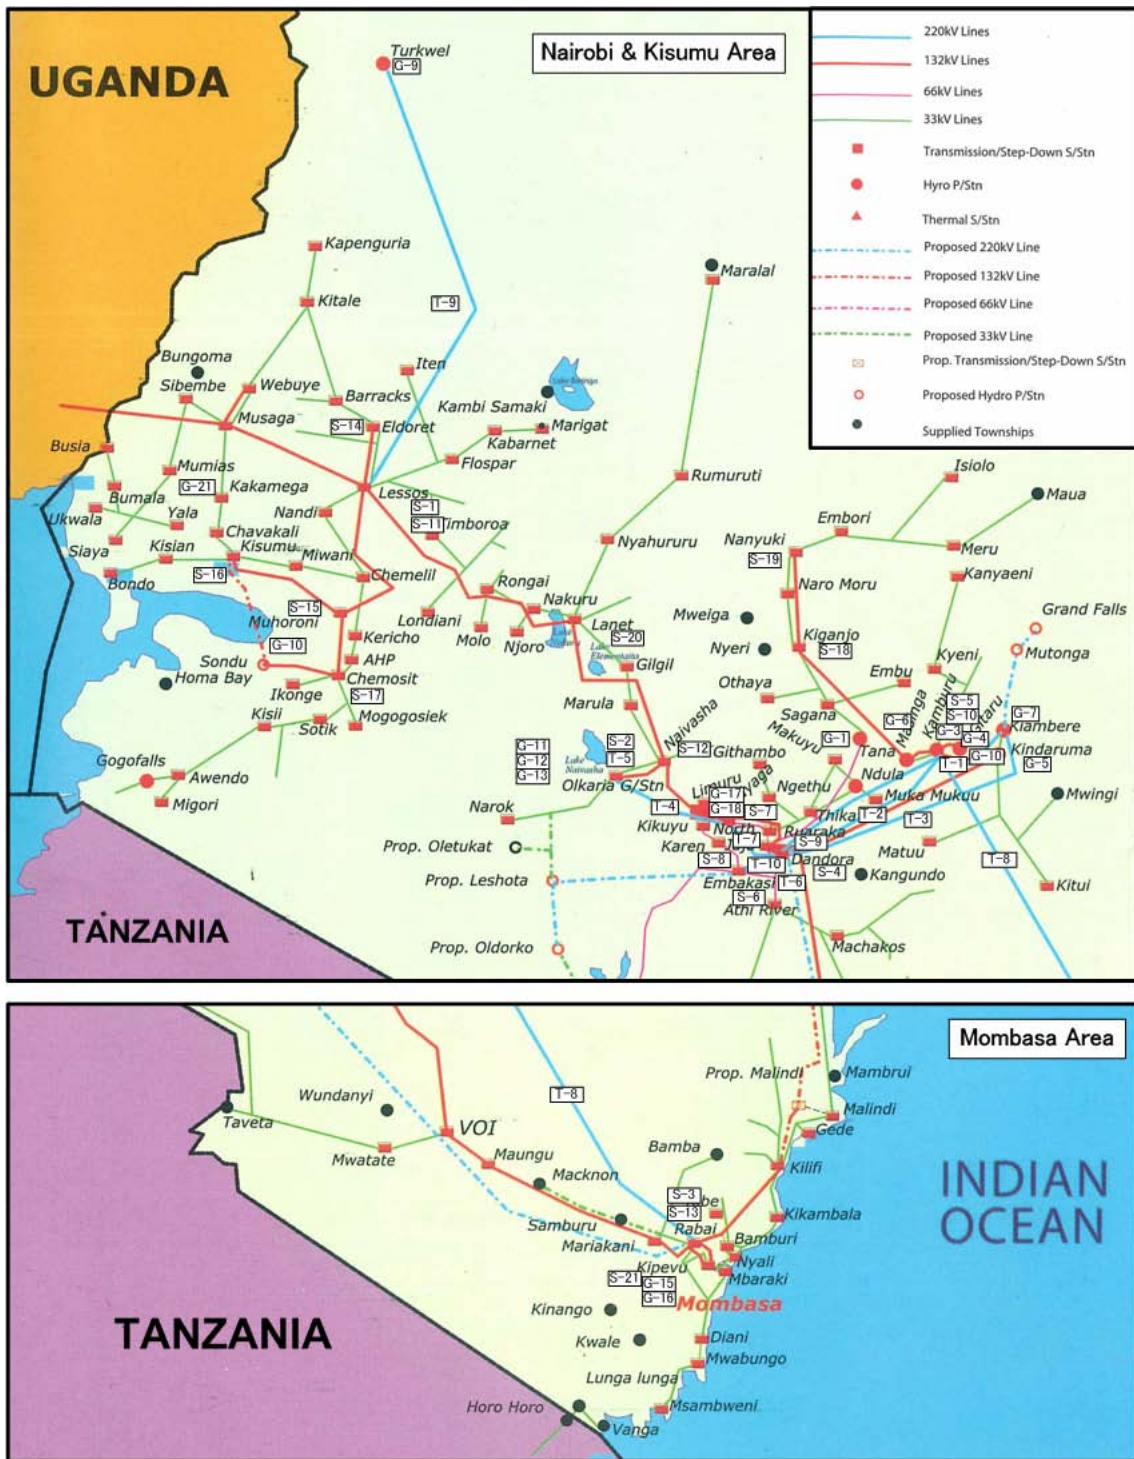 Turkwel
G-9
Nairobi & Kisumu Area
UGANDA
220kV Lines
132kV Lines
66kV Lines
33kV Lines
Transmission/Step-Down S/Stn
Hyro P/Stn
Thermal S/Stn
Proposed 220kV Line
Proposed 132kV Line
Proposed 66kV Line
Proposed 33kV Line
Prop. Transmission/Step-Down S/Stn
Proposed Hydro P/Stn
Supplied Townships
Kapenguria
Maralal
Kitale
T-9
Bungoma
Sibembe
Webuye
Iten
Barracks
Kambi Samaki
Musaga
S-14
Eldoret
Kabarnet
Marigat
Busia
Flospar
Mumias
Rumuruti
Isiolo
G-21
Kakamega
Lessos
Bumala
Maua
Ukwala
Yala
Nandi
S-1
S-11
Timboroa
Embori
Siaya
Chavakali
Kisian
Kisumu
Miwani
Nyahururu
Nanyuki
Meru
S-19
Bondo
S-16
Chemelil
Rongai
Naro Moru
Kanyaeni
S-15
Muhoroni
Londiani
Nakuru
Mweiga
Grand Falls
Molo
Njoro
Lanet
Kericho
S-20
Kiganjo
S-18
Mutonga
G-10
Sondu
AHP
Gilgil
Nyeri
Embu
Kyeni
Homa Bay
Chemosit
Ikonge
S-17
Othaya
Marula
Sagana
Masinga
Kamburu
S-5
S-10
Kisii
Sotik
Mogogosiek
Naivasha
Makuyu
G-6
G-7
Kiambere
G-3
G-4
G-1
Tana
G-11
G-12
G-13
S-2
T-5
S-12
Githambo
T-1
G-10
Kindaruma
G-5
Gogofalls
Awendo
Lake
Naivasha
Olkaria G/Stn
Ndula
Migori
Ngethu
Muka Mukuu
Mwingi
Narok
T-4
G-17
G-18
S-7
Thika
T-2
T-3
Kikuyu
North
Ruaraka
Prop. Oletukat
Karen
T-7
S-9
Matuu
S-8
T-10
Dandora
T-8
Prop. Leshota
Embakasi
T-6
S-4
Kangundo
Kitui
S-6
Athi River
TANZANIA
Prop. Oldorko
Machakos
Mombasa Area
Prop. Malindi
Mambrui
T-8
Wundanyi
Malindi
Taveta
VOI
Gede
Mwatate
Maungu
Bamba
Macknon
Kilifi
INDIAN
OCEAN
S-3
S-13
Samburu
Rabai
Kikambala
Mariakani
Bamburi
Kipevu
Nyali
S-21
G-15
G-16
Mbaraki
Mombasa
Kinango
TANZANIA
Kwale
Diani
Mwabungo
Lunga lunga
Horo Horo
Msambweni
Vanga